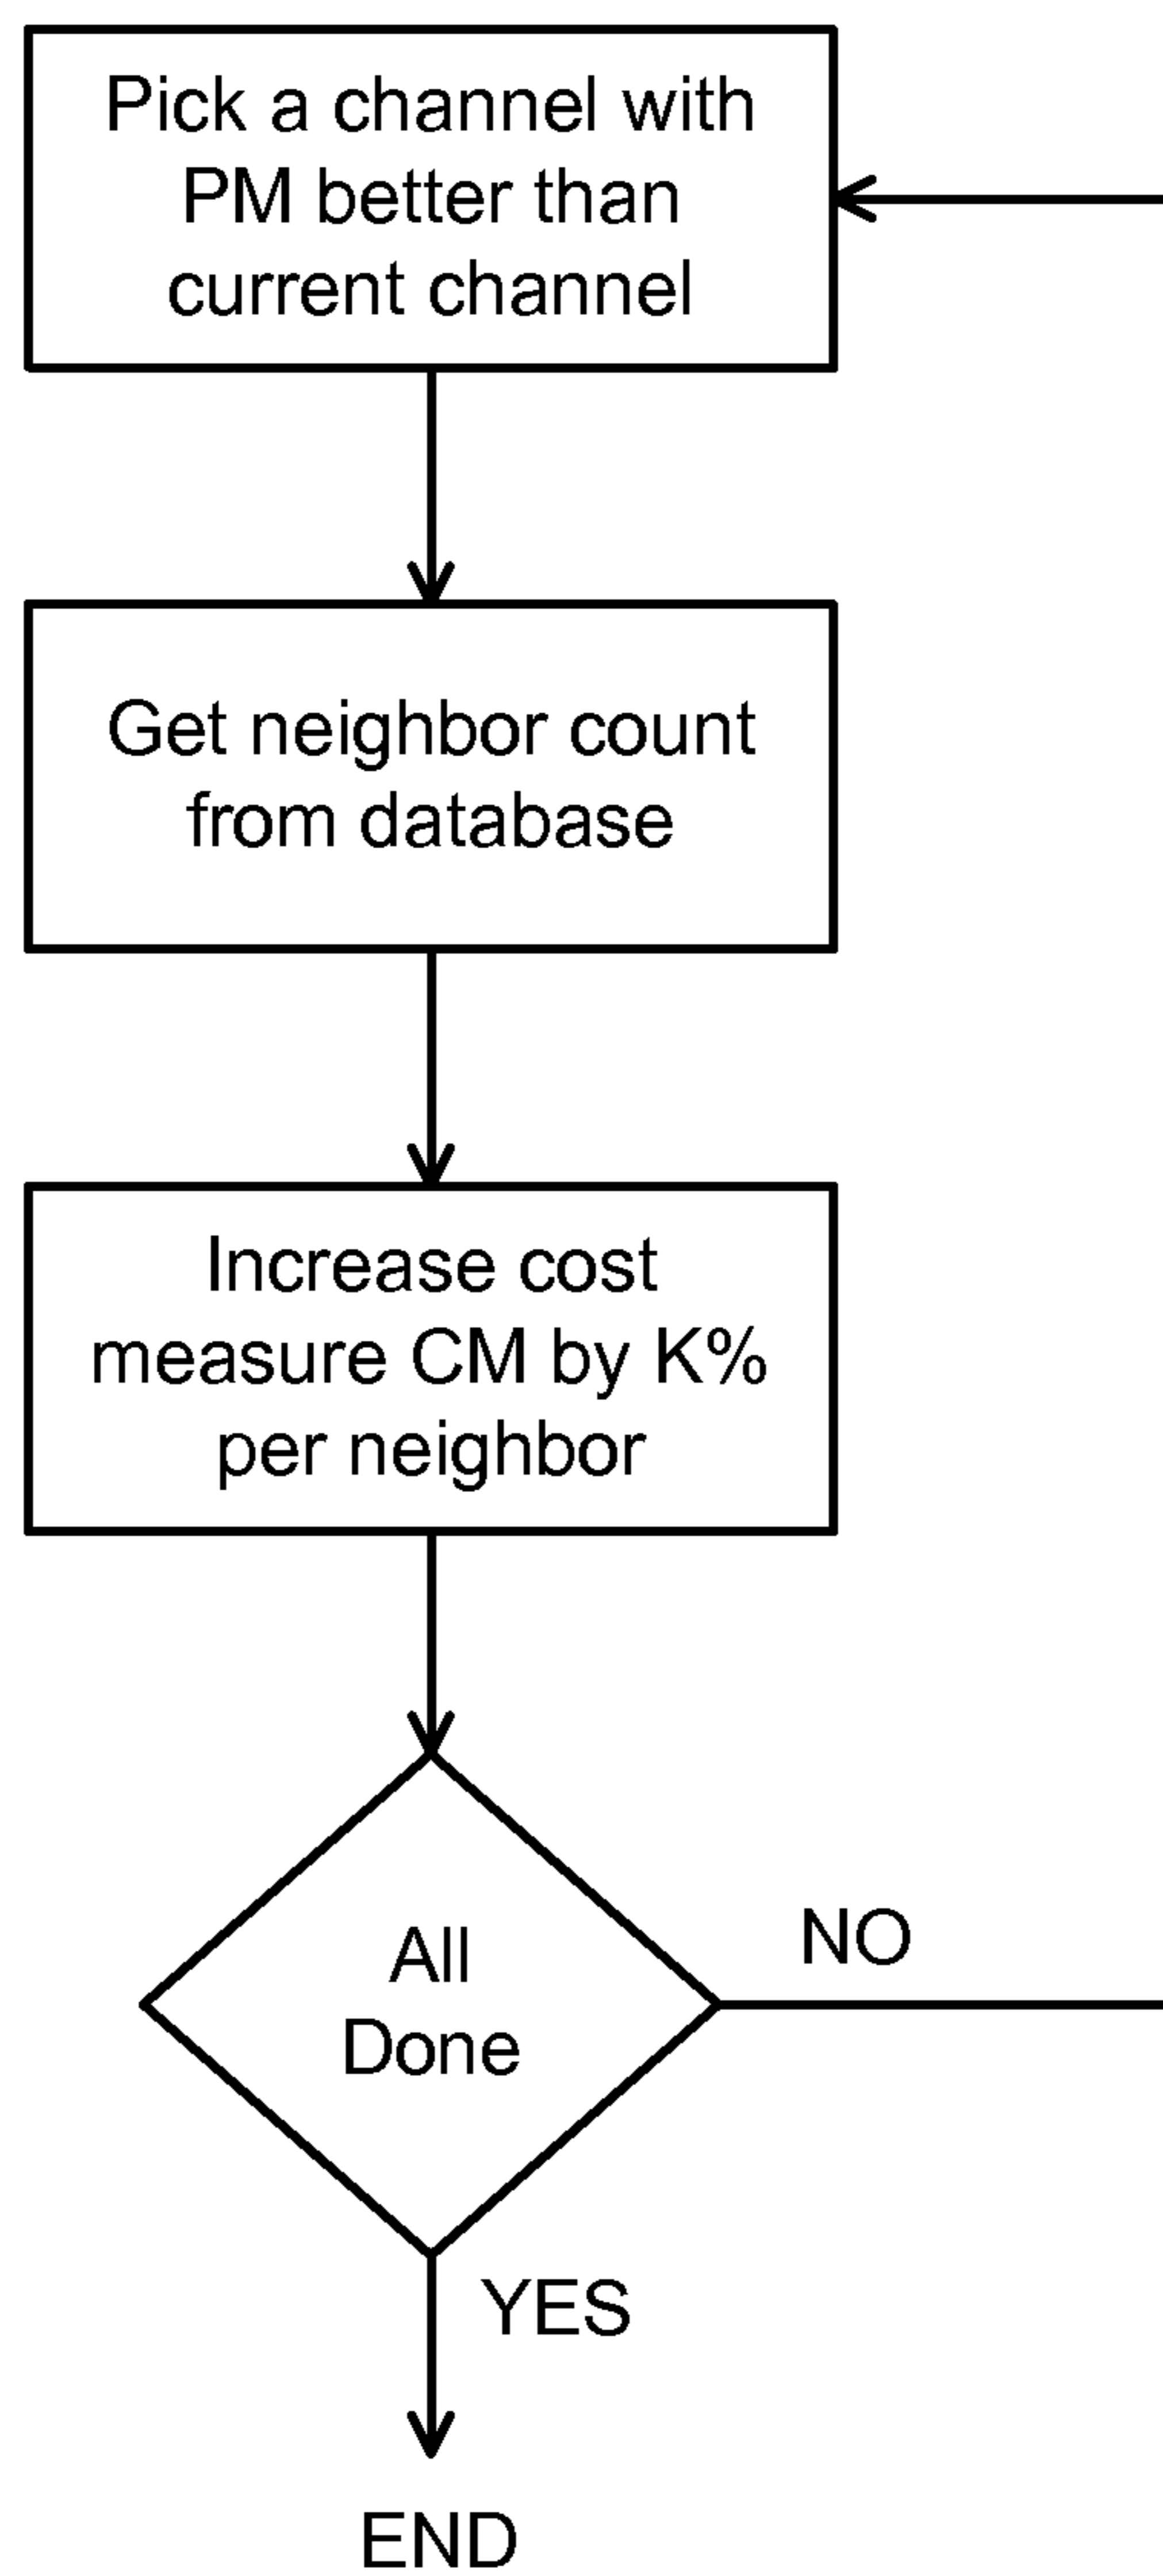 Pick a channel with
PM better than
current channel
Get neighbor count
from database
Increase cost
measure CM by K%
per neighbor
All
Done
NO
YES
END